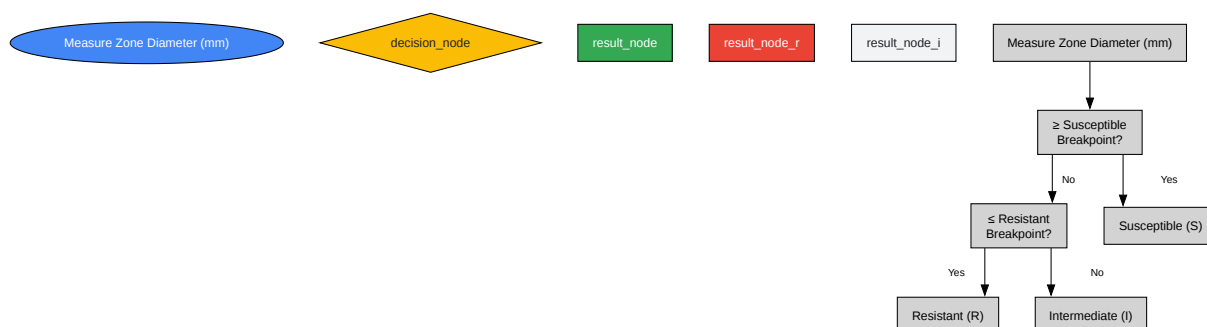 Measure Zone Diameter (mm)
decision_node
result_node
result_node_r
result_node_i
Measure Zone Diameter (mm)
≥ Susceptible
Breakpoint?
No
Yes
≤ Resistant
Breakpoint?
Susceptible (S)
Yes
No
Resistant (R)
Intermediate (I)